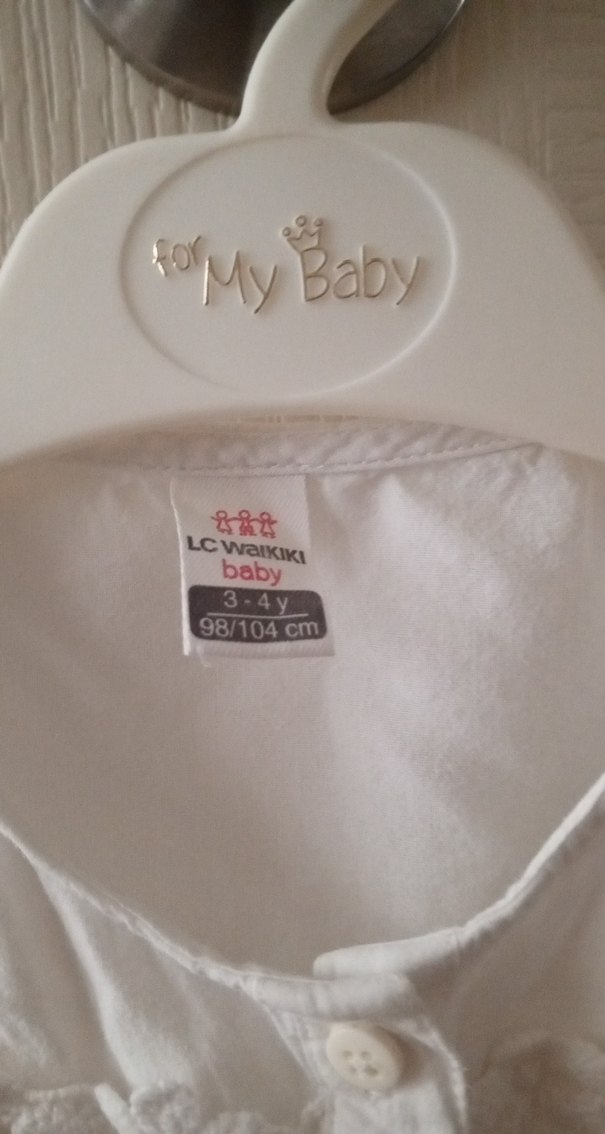 for My Baby
LC WAIKIKI
baby
3 - 4 y
98/104 cm